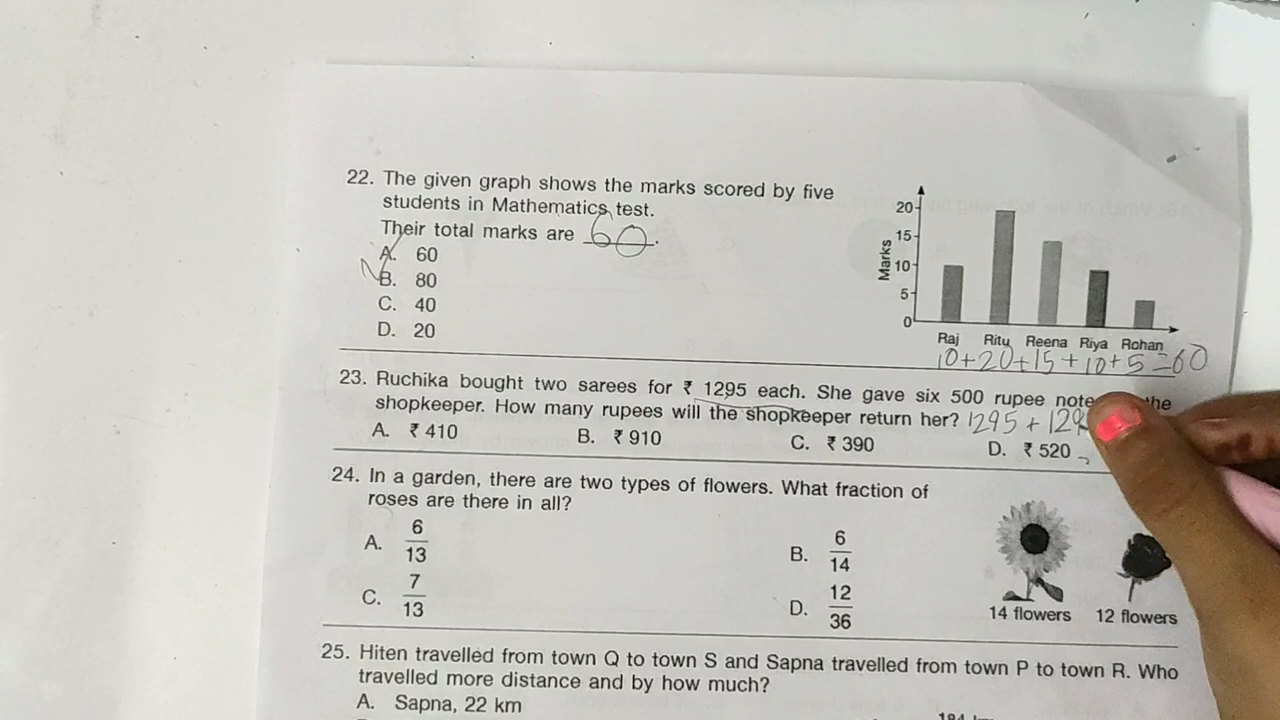 22. The given graph shows the marks scored by five
students in Mathematics test.
Their total marks are 60.
A. 60
B. 80
C. 40
D. 20
20
15
10
5
0
Marks
Raj Ritu Reena Riya Rohan
10+20+15+10+5=60
23. Ruchika bought two sarees for ₹ 1295 each. She gave six 500 rupee the
shopkeeper. How many rupees will the shopkeeper return her? 1295 +
A. ₹ 410 B. ₹ 910 C. ₹ 390 D. ₹ 520
24. In a garden, there are two types of flowers. What fraction of
roses are there in all?
A. 6/13 B. 6/14
C. 7/13 D. 12/36
14 flowers 12 flowers
25. Hiten travelled from town Q to town S and Sapna travelled from town P to town R. Who
travelled more distance and by how much?
A. Sapna, 22 km